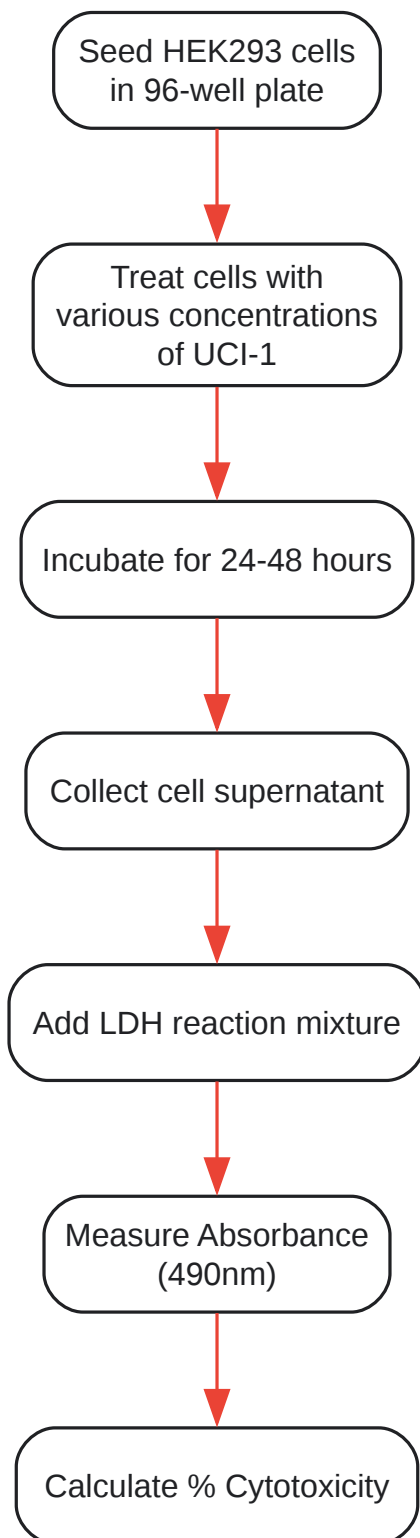 Seed HEK293 cells
in 96-well plate
Treat cells with
various concentrations
of UCI-1
Incubate for 24-48 hours
Collect cell supernatant
Add LDH reaction mixture
Measure Absorbance
(490nm)
Calculate % Cytotoxicity